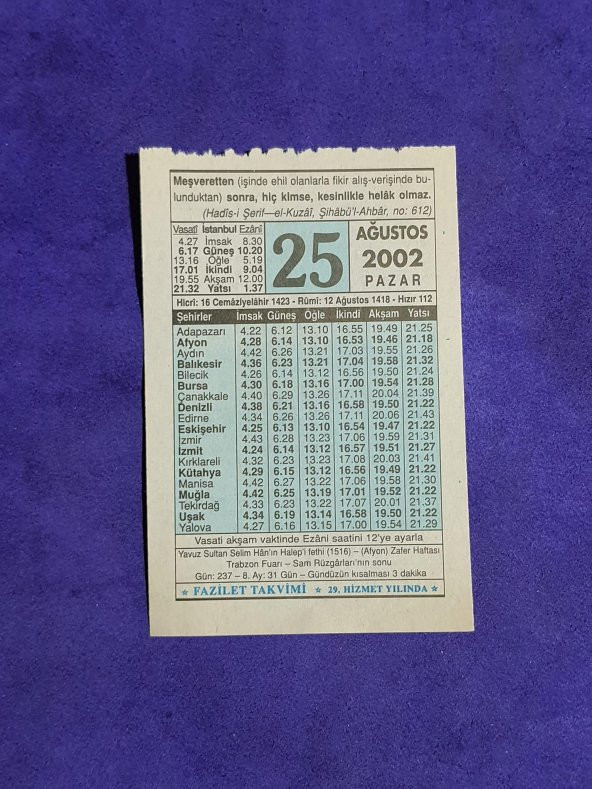 Meşveretten (işinde ehil olanlarla fikir alış-verişinde bu-
lunduktan) sonra, hiç kimse, kesinlikle helâk olmaz.
(Hadîs-i Şerif—el-Kuzâî, Şihâbü'l-Ahbâr, no: 612)
Vasatî İstanbul Ezânî
4.27 İmsak 8.30
6.17 Güneş 10.20
13.16 Öğle 5.19
17.01 İkindi 9.04
19.55 Akşam 12.00
21.32 Yatsı 1.37
25
AĞUSTOS
2002
PAZAR
Hicrî: 16 Cemâziyelâhir 1423 - Rûmî: 12 Ağustos 1418 - Hızır 112
Şehirler İmsak Güneş Öğle İkindi Akşam Yatsı
Adapazarı 4.22 6.12 13.10 16.55 19.49 21.25
Afyon 4.28 6.14 13.10 16.53 19.46 21.18
Aydın 4.42 6.26 13.21 17.03 19.55 21.26
Balıkesir 4.36 6.23 13.21 17.04 19.58 21.32
Bilecik 4.26 6.14 13.12 16.56 19.50 21.24
Bursa 4.30 6.18 13.16 17.00 19.54 21.28
Çanakkale 4.40 6.29 13.26 17.11 20.04 21.39
Denizli 4.38 6.21 13.16 16.58 19.50 21.22
Edirne 4.34 6.26 13.26 17.11 20.06 21.43
Eskişehir 4.25 6.13 13.10 16.54 19.47 21.22
İzmir 4.43 6.28 13.23 17.06 19.59 21.31
İzmit 4.24 6.14 13.12 16.57 19.51 21.27
Kırklareli 4.32 6.23 13.23 17.08 20.03 21.41
Kütahya 4.29 6.15 13.12 16.56 19.49 21.22
Manisa 4.42 6.27 13.22 17.06 19.58 21.30
Muğla 4.42 6.25 13.19 17.01 19.52 21.22
Tekirdağ 4.33 6.23 13.22 17.07 20.01 21.37
Uşak 4.34 6.19 13.14 16.58 19.50 21.22
Yalova 4.27 6.16 13.15 17.00 19.54 21.29
Vasati akşam vaktinde Ezâni saatini 12'ye ayarla
Yavuz Sultan Selim Hân'ın Halep'i fethi (1516) – (Afyon) Zafer Haftası
Trabzon Fuarı – Sam Rüzgârları'nın sonu
Gün: 237 – 8. Ay: 31 Gün – Gündüzün kısalması 3 dakika
★ FAZİLET TAKVİMİ ★ 29. HİZMET YILINDA ★